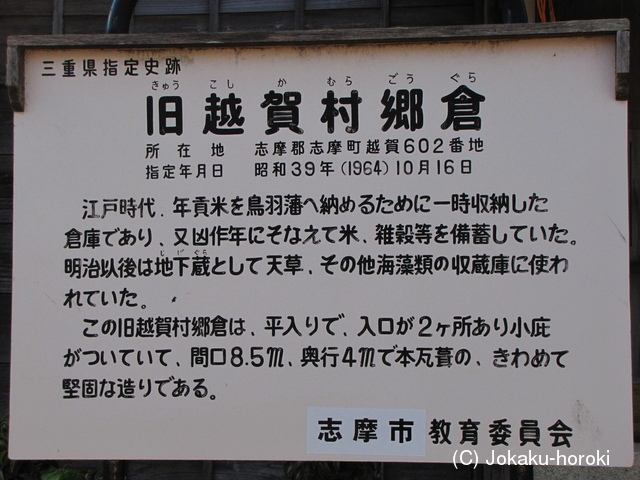 三重県指定史跡
きゅう こし か むら ごう ぐら
旧越賀村郷倉
所在地 志摩郡志摩町越賀602番地
指定年月日 昭和39年(1964)10月16日
江戸時代、年貢米を鳥羽藩へ納めるために一時収納した
倉庫であり、又凶作年にそなえて米、雑穀等を備蓄していた。
じげぐら
明治以後は地下蔵として天草、その他海藻類の収蔵庫に使わ
れていた。
この旧越賀村郷倉は、平入りで、入口が2ヶ所あり小庇
がついていて、間口8.5m、奥行4mで本瓦葺の、きわめて
堅固な造りである。
志摩市 教育委員会
(C) Jokaku-horoki